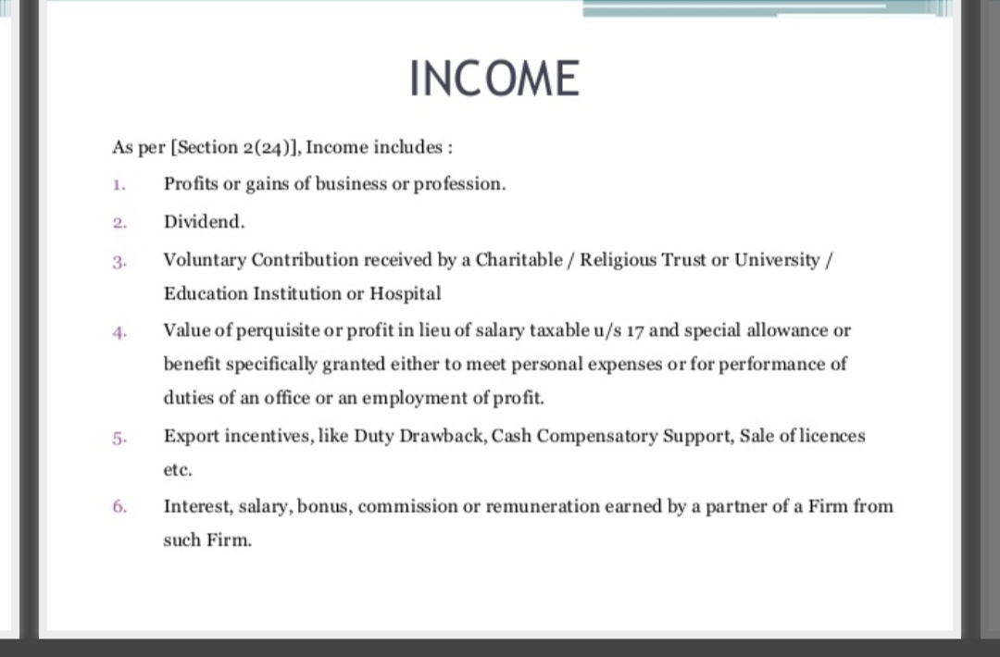 INCOME
As per [Section 2(24)], Income includes :
1. Profits or gains of business or profession.
2. Dividend.
3. Voluntary Contribution received by a Charitable / Religious Trust or University /
Education Institution or Hospital
4. Value of perquisite or profit in lieu of salary taxable u/s 17 and special allowance or
benefit specifically granted either to meet personal expenses or for performance of
duties of an office or an employment of profit.
5. Export incentives, like Duty Drawback, Cash Compensatory Support, Sale of licences
etc.
6. Interest, salary, bonus, commission or remuneration earned by a partner of a Firm from
such Firm.